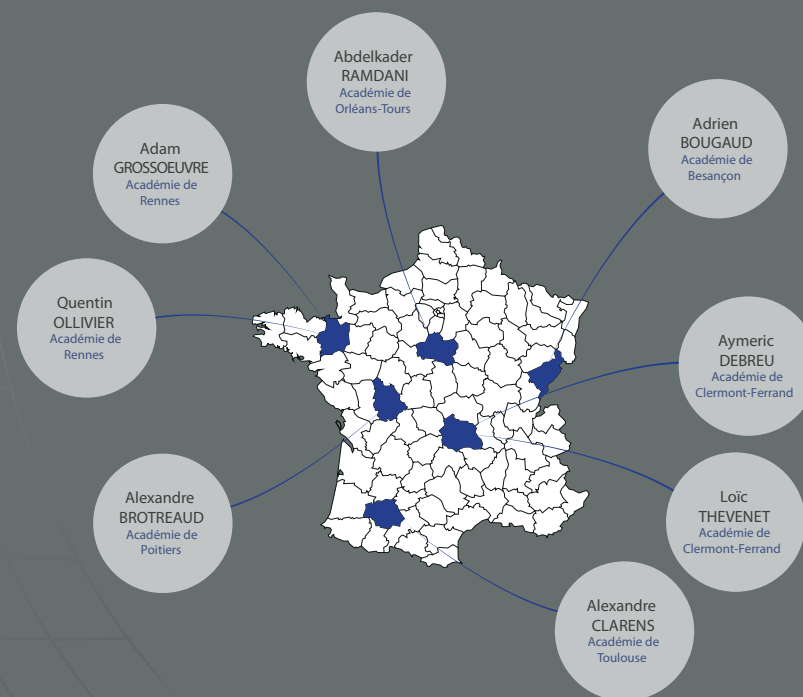 Abdelkader
RAMDANI
Académie de
Orléans-Tours
Adrien
BOUGAUD
Académie de
Besançon
Adam
GROSSOEUVRE
Académie de
Rennes
Quentin
OLLIVIER
Académie de
Rennes
Aymeric
DEBREU
Académie de
Clermont-Ferrand
Alexandre
BROTREAUD
Académie de
Poitiers
Loïc
THEVENET
Académie de
Clermont-Ferrand
Alexandre
CLARENS
Académie de
Toulouse